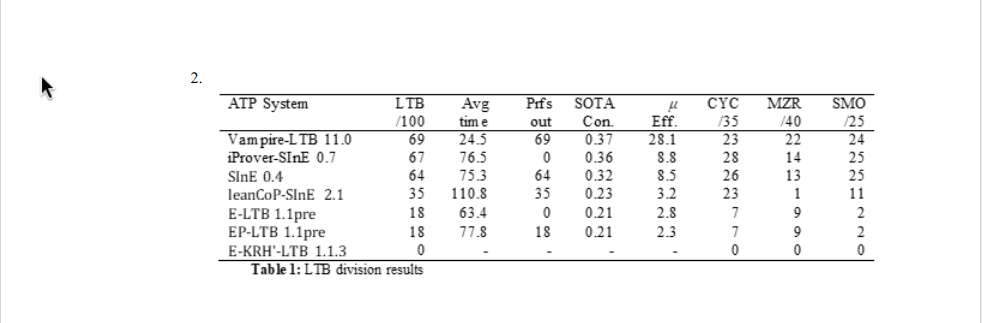 2.
ATP System LTB Avg Prfs SOTA μ CYC MZR SMO
/100 time out Con. Eff. /35 /40 /25
Vampire-LTB 11.0 69 24.5 69 0.37 28.1 23 22 24
iProver-SInE 0.7 67 76.5 0 0.36 8.8 28 14 25
SInE 0.4 64 75.3 64 0.32 8.5 26 13 25
leanCoP-SInE 2.1 35 110.8 35 0.23 3.2 23 1 11
E-LTB 1.1pre 18 63.4 0 0.21 2.8 7 9 2
EP-LTB 1.1pre 18 77.8 18 0.21 2.3 7 9 2
E-KRH'-LTB 1.1.3 0 - - - - 0 0 0
Table 1: LTB division results